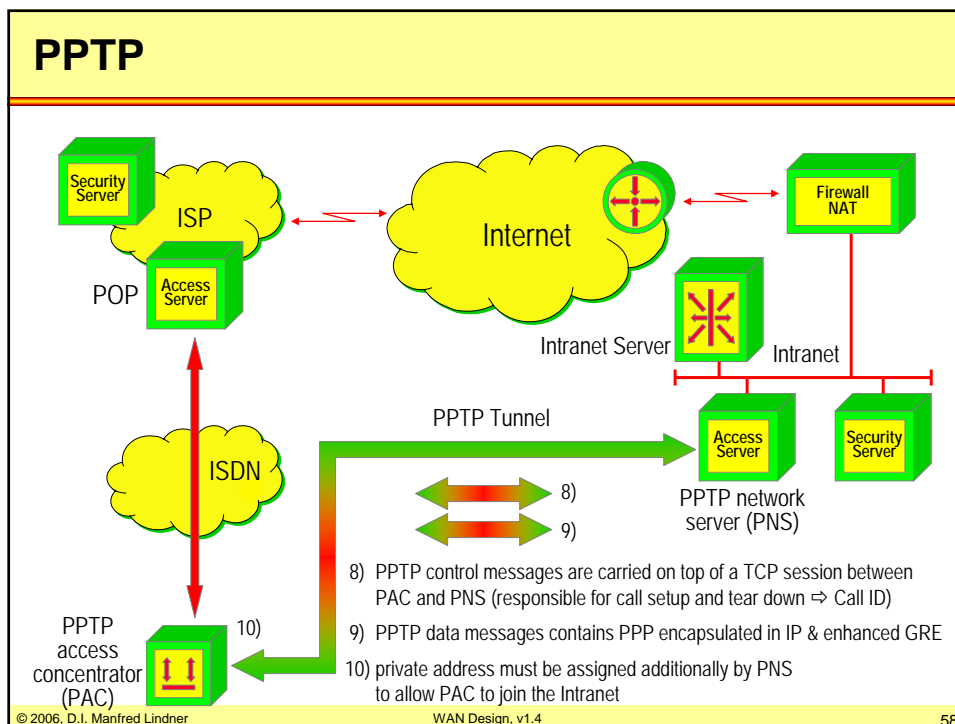 PPTP
Security
Server
ISP
POP
Access
Server
Internet
Firewall
NAT
Intranet Server
Intranet
PPTP Tunnel
Access
Server
Security
Server
PPTP network
server (PNS)
ISDN
8)
9)
8) PPTP control messages are carried on top of a TCP session between
PAC and PNS (responsible for call setup and tear down ⇨ Call ID)
9) PPTP data messages contains PPP encapsulated in IP & enhanced GRE
10) private address must be assigned additionally by PNS
to allow PAC to join the Intranet
10)
PPTP
access
concentrator
(PAC)
© 2006, D.I. Manfred Lindner
WAN Design, v1.4
58